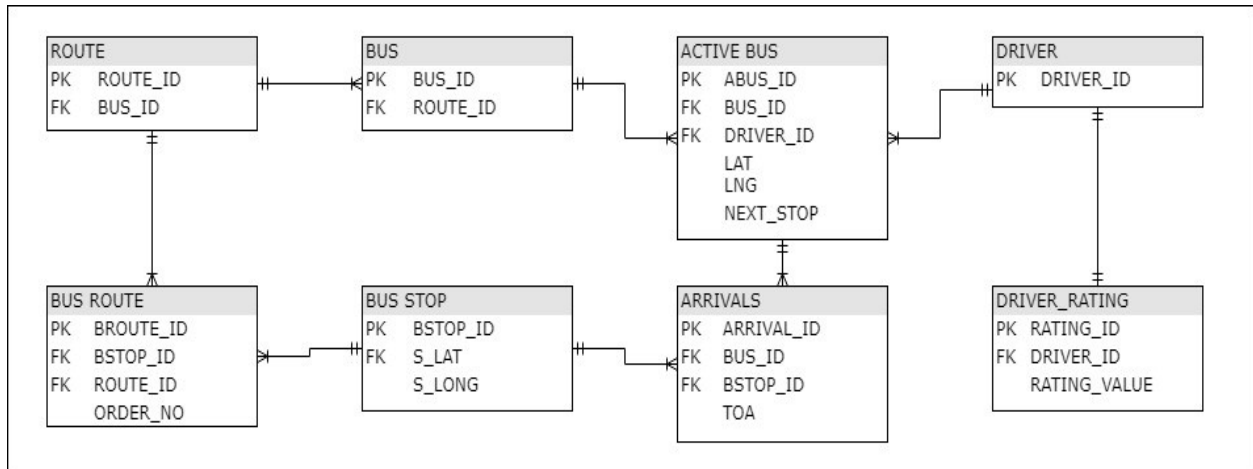 ROUTE
PK ROUTE_ID
FK BUS_ID
BUS
PK BUS_ID
FK ROUTE_ID
ACTIVE BUS
PK ABUS_ID
FK BUS_ID
FK DRIVER_ID
LAT
LNG
NEXT_STOP
DRIVER
PK DRIVER_ID
BUS ROUTE
PK BROUTE_ID
FK BSTOP_ID
FK ROUTE_ID
ORDER_NO
BUS STOP
PK BSTOP_ID
FK S_LAT
S_LONG
ARRIVALS
PK ARRIVAL_ID
FK BUS_ID
FK BSTOP_ID
TOA
DRIVER_RATING
PK RATING_ID
FK DRIVER_ID
RATING_VALUE